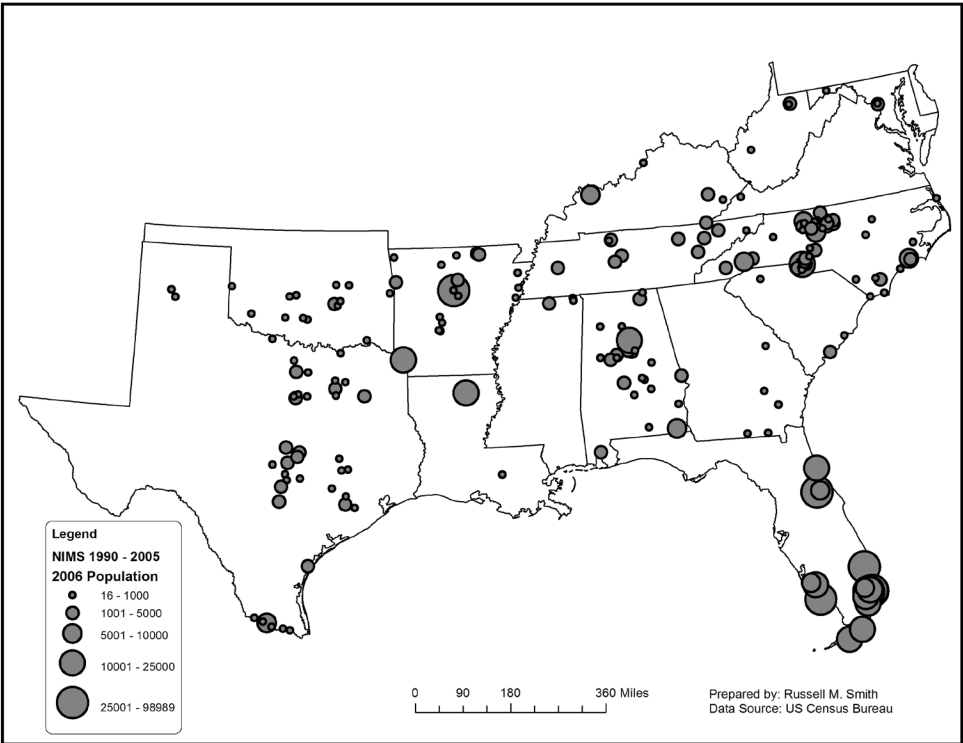 Legend
NIMS 1990 - 2005
2006 Population
16 - 1000
1001 - 5000
5001 - 10000
10001 - 25000
25001 - 98989
0 90 180 360 Miles
Prepared by: Russell M. Smith
Data Source: US Census Bureau